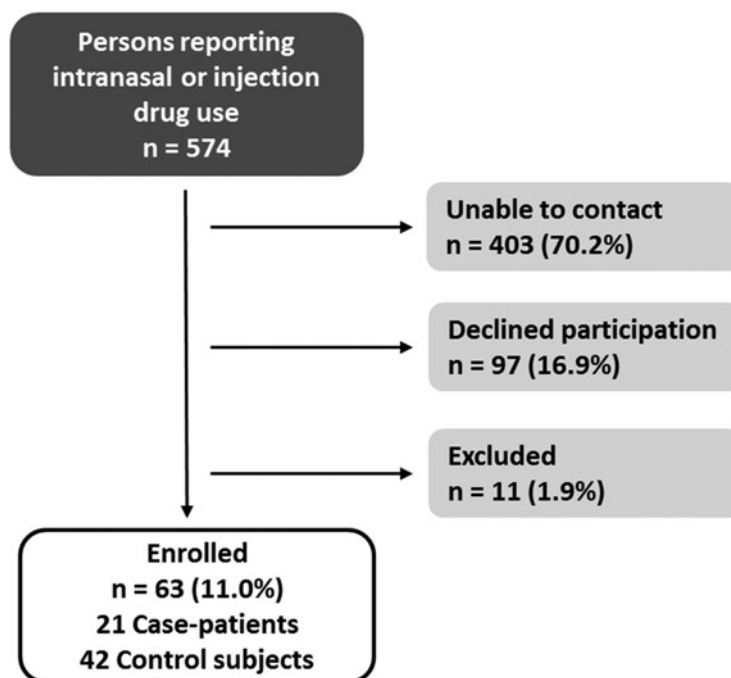 Persons reporting
intranasal or injection
drug use
n = 574
Unable to contact
n = 403 (70.2%)
Declined participation
n = 97 (16.9%)
Excluded
n = 11 (1.9%)
Enrolled
n = 63 (11.0%)
21 Case-patients
42 Control subjects